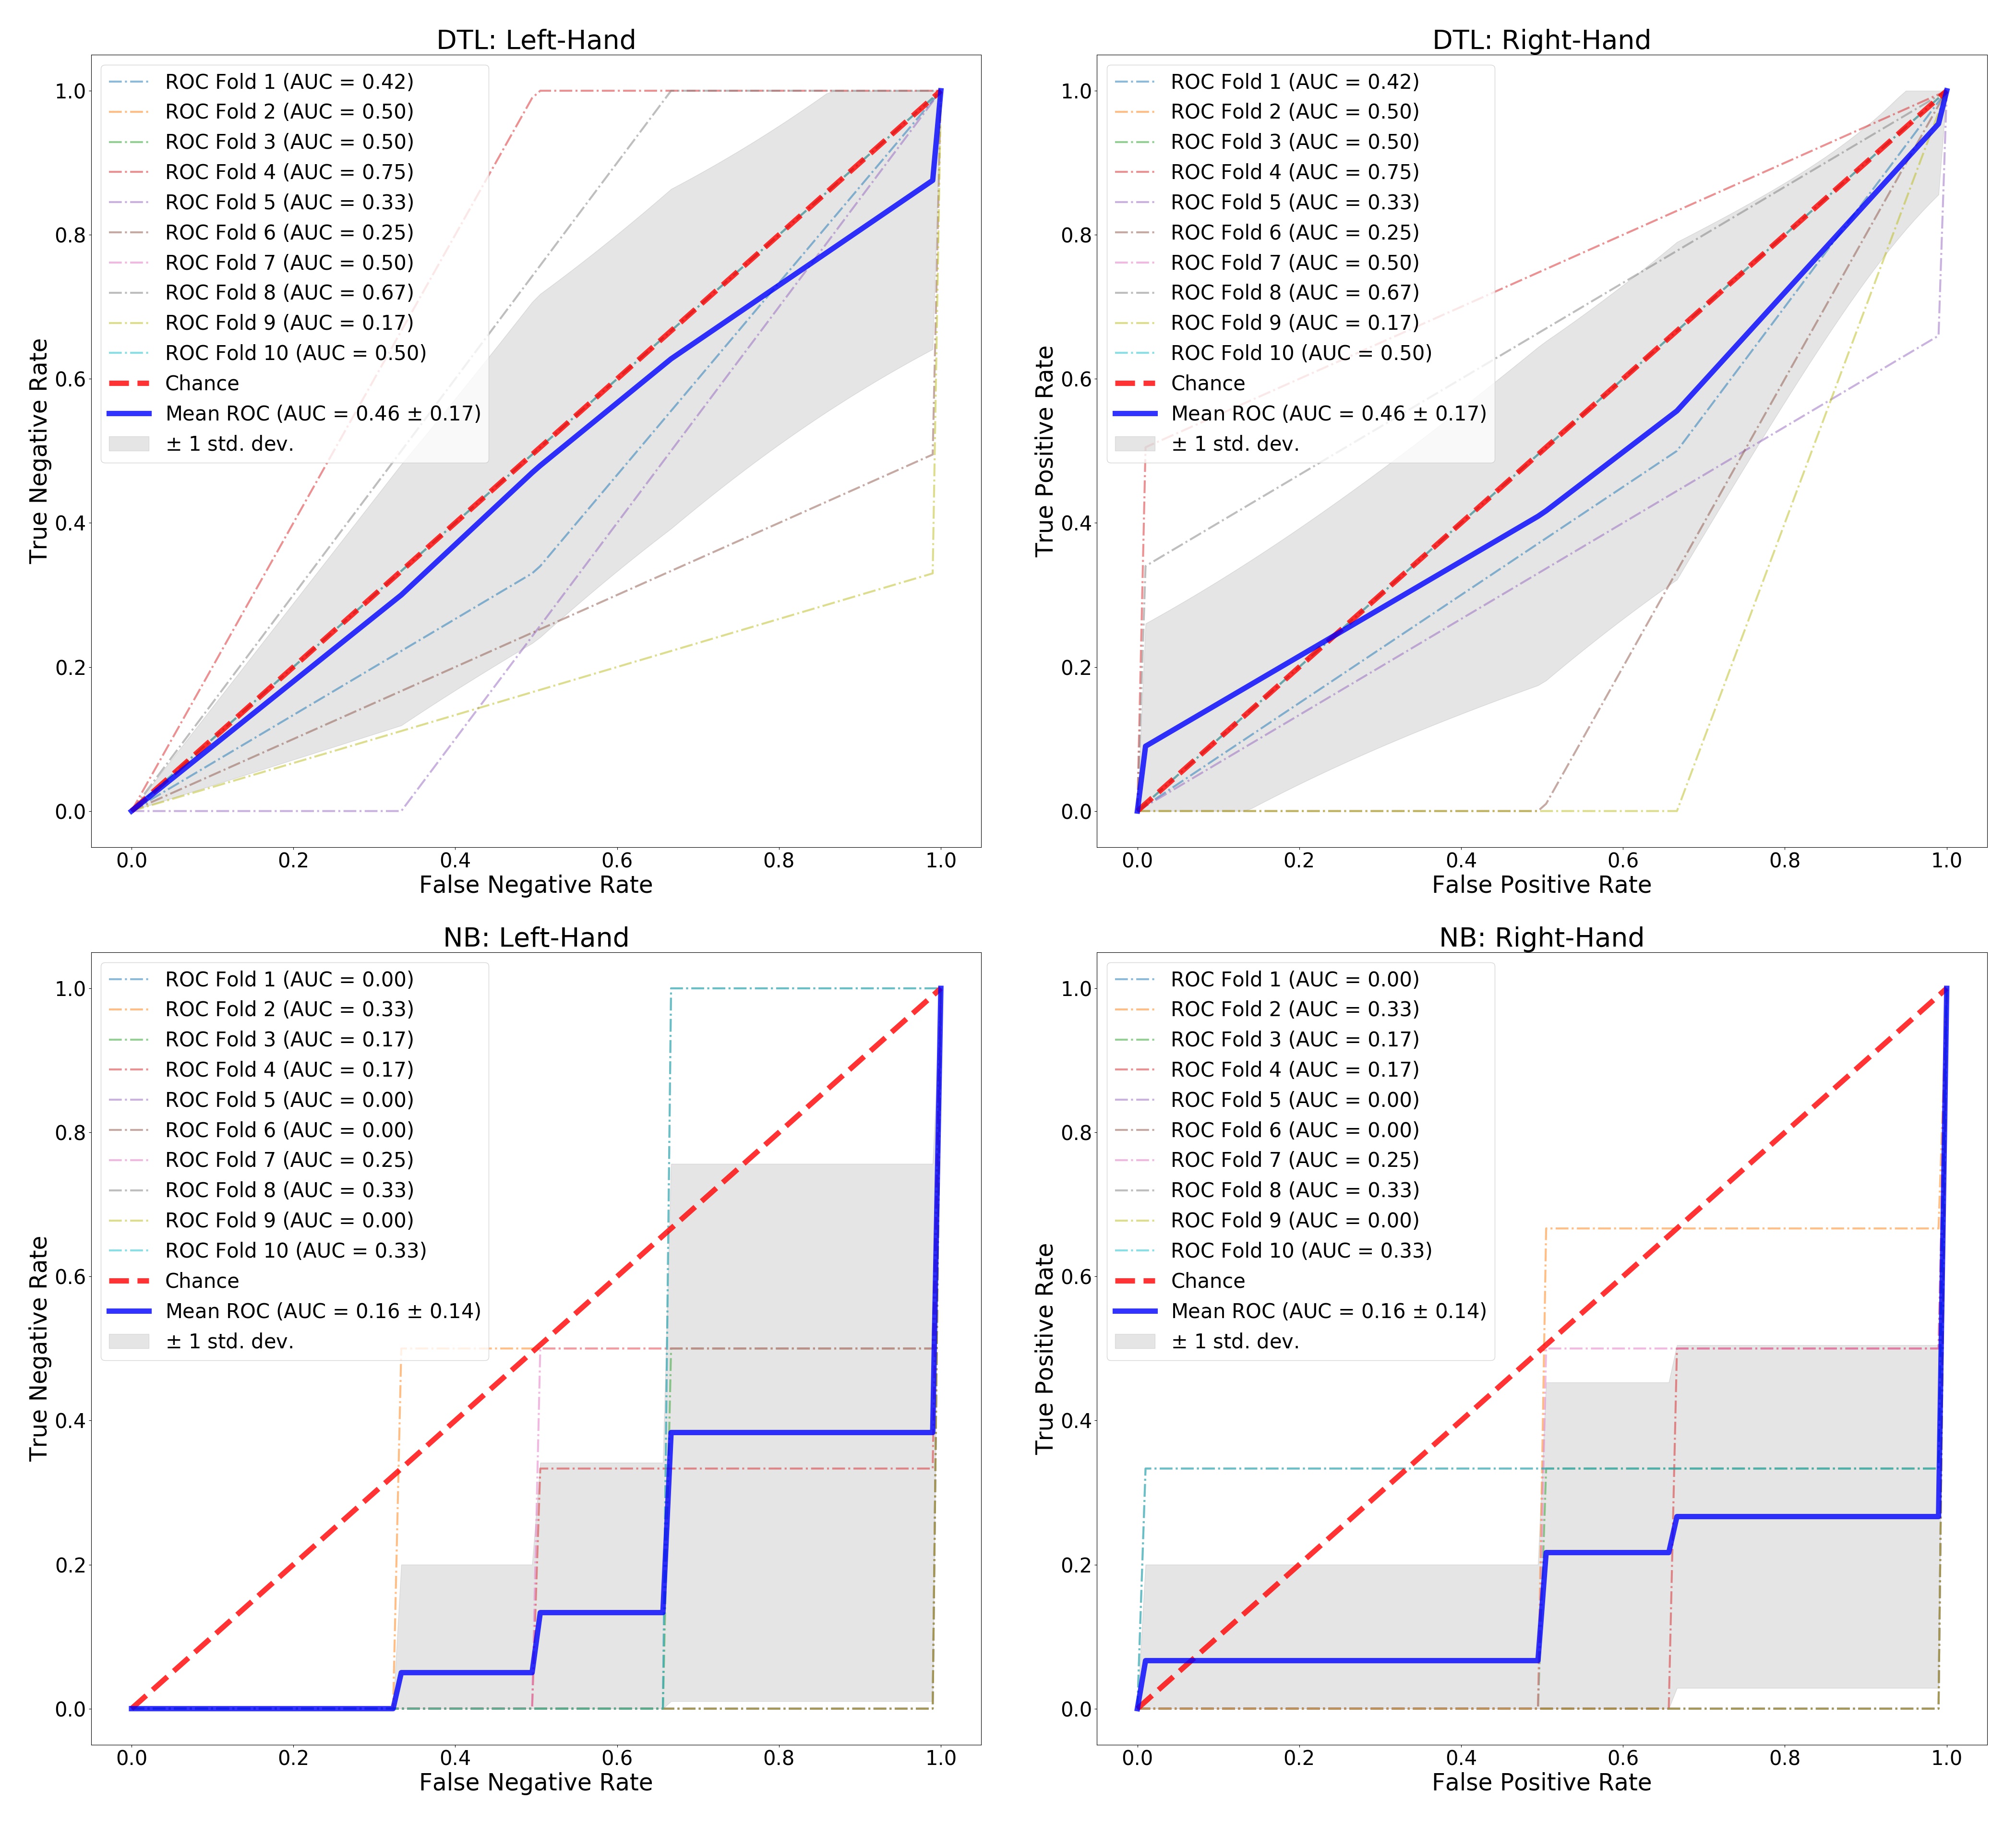 DTL: Left-Hand
ROC Fold 1 (AUC = 0.42)
ROC Fold 2 (AUC = 0.50)
ROC Fold 3 (AUC = 0.50)
ROC Fold 4 (AUC = 0.75)
ROC Fold 5 (AUC = 0.33)
ROC Fold 6 (AUC = 0.25)
ROC Fold 7 (AUC = 0.50)
ROC Fold 8 (AUC = 0.67)
ROC Fold 9 (AUC = 0.17)
ROC Fold 10 (AUC = 0.50)
Chance
Mean ROC (AUC = 0.46 ± 0.17)
± 1 std. dev.
True Negative Rate
1.0
0.8
0.6
0.4
0.2
0.0
0.0 0.2 0.4 0.6 0.8 1.0
False Negative Rate
DTL: Right-Hand
ROC Fold 1 (AUC = 0.42)
ROC Fold 2 (AUC = 0.50)
ROC Fold 3 (AUC = 0.50)
ROC Fold 4 (AUC = 0.75)
ROC Fold 5 (AUC = 0.33)
ROC Fold 6 (AUC = 0.25)
ROC Fold 7 (AUC = 0.50)
ROC Fold 8 (AUC = 0.67)
ROC Fold 9 (AUC = 0.17)
ROC Fold 10 (AUC = 0.50)
Chance
Mean ROC (AUC = 0.46 ± 0.17)
± 1 std. dev.
True Positive Rate
1.0
0.8
0.6
0.4
0.2
0.0
0.0 0.2 0.4 0.6 0.8 1.0
False Positive Rate
NB: Left-Hand
ROC Fold 1 (AUC = 0.00)
ROC Fold 2 (AUC = 0.33)
ROC Fold 3 (AUC = 0.17)
ROC Fold 4 (AUC = 0.17)
ROC Fold 5 (AUC = 0.00)
ROC Fold 6 (AUC = 0.00)
ROC Fold 7 (AUC = 0.25)
ROC Fold 8 (AUC = 0.33)
ROC Fold 9 (AUC = 0.00)
ROC Fold 10 (AUC = 0.33)
Chance
Mean ROC (AUC = 0.16 ± 0.14)
± 1 std. dev.
True Negative Rate
1.0
0.8
0.6
0.4
0.2
0.0
0.0 0.2 0.4 0.6 0.8 1.0
False Negative Rate
NB: Right-Hand
ROC Fold 1 (AUC = 0.00)
ROC Fold 2 (AUC = 0.33)
ROC Fold 3 (AUC = 0.17)
ROC Fold 4 (AUC = 0.17)
ROC Fold 5 (AUC = 0.00)
ROC Fold 6 (AUC = 0.00)
ROC Fold 7 (AUC = 0.25)
ROC Fold 8 (AUC = 0.33)
ROC Fold 9 (AUC = 0.00)
ROC Fold 10 (AUC = 0.33)
Chance
Mean ROC (AUC = 0.16 ± 0.14)
± 1 std. dev.
True Positive Rate
1.0
0.8
0.6
0.4
0.2
0.0
0.0 0.2 0.4 0.6 0.8 1.0
False Positive Rate